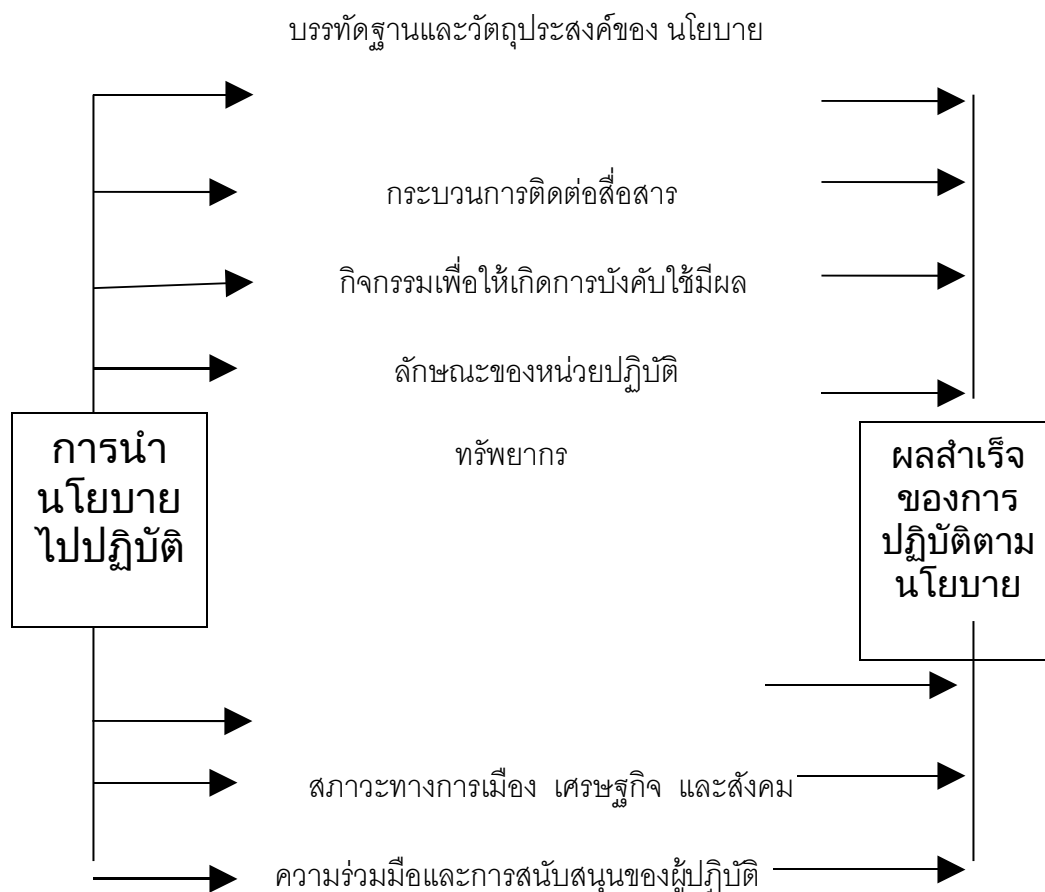 บรรทัดฐานและวัตถุประสงค์ของ นโยบาย
กระบวนการติดต่อสื่อสาร
กิจกรรมเพื่อให้เกิดการบังคับใช้มีผล
ลักษณะของหน่วยปฏิบัติ
ทรัพยากร
การนำ
นโยบาย
ไปปฏิบัติ
ผลสำเร็จ
ของการ
ปฏิบัติตาม
นโยบาย
สภาวะทางการเมือง เศรษฐกิจ และสังคม
ความร่วมมือและการสนับสนุนของผู้ปฏิบัติ